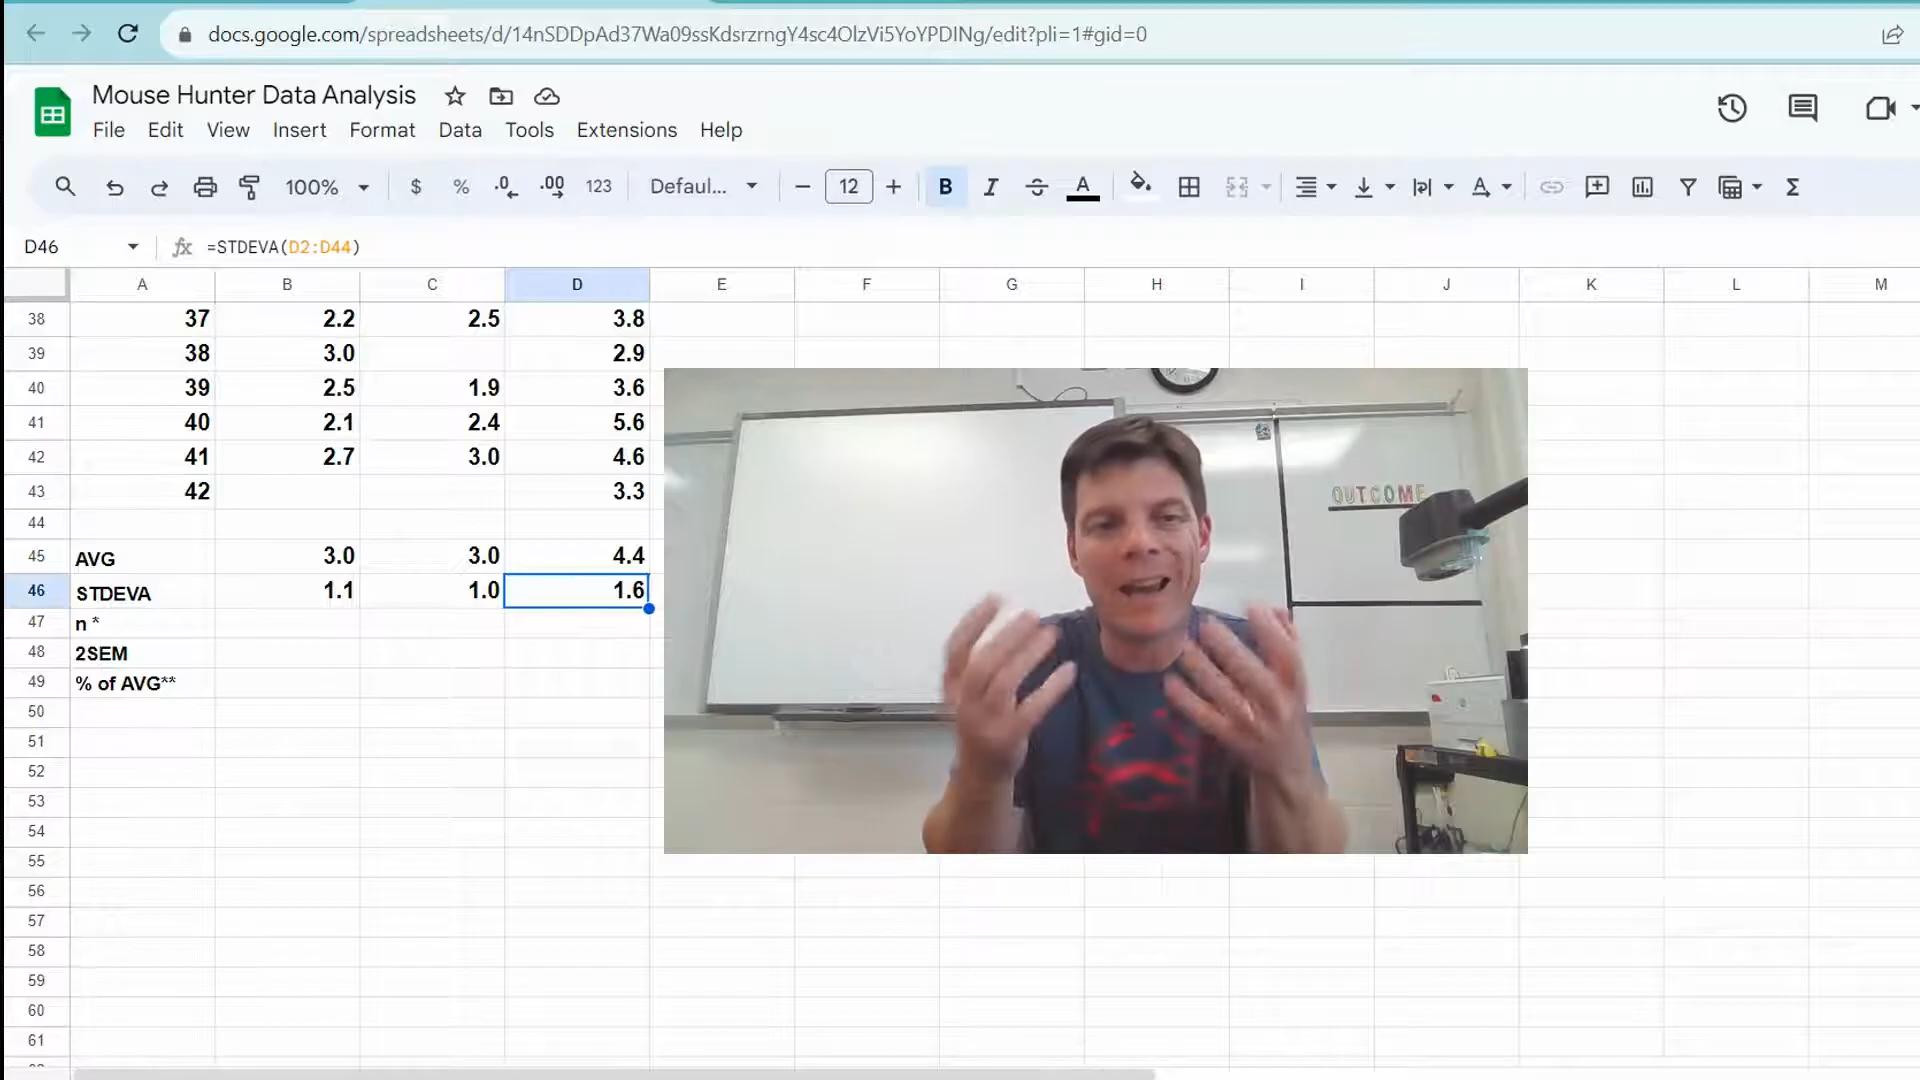 docs.google.com/spreadsheets/d/14nSDDpAd37Wa09ssKdsrzrngY4sc4OlzVi5YoYPDINg/edit?pli=1#gid=0
Mouse Hunter Data Analysis
File Edit View Insert Format Data Tools Extensions Help
100% $ % .0 .00 123 Defaul... − 12 + B I A A Σ
D46 fx =STDEVA(D2:D44)
A B C D E F G H I J K L M
38 37 2.2 2.5 3.8
39 38 3.0 2.9
40 39 2.5 1.9 3.6
41 40 2.1 2.4 5.6
42 41 2.7 3.0 4.6
43 42 3.3
44
45 AVG 3.0 3.0 4.4
46 STDEVA 1.1 1.0 1.6
47 n *
48 2SEM
49 % of AVG**
50
51
52
53
54
55
56
57
58
59
60
61
OUTCOME